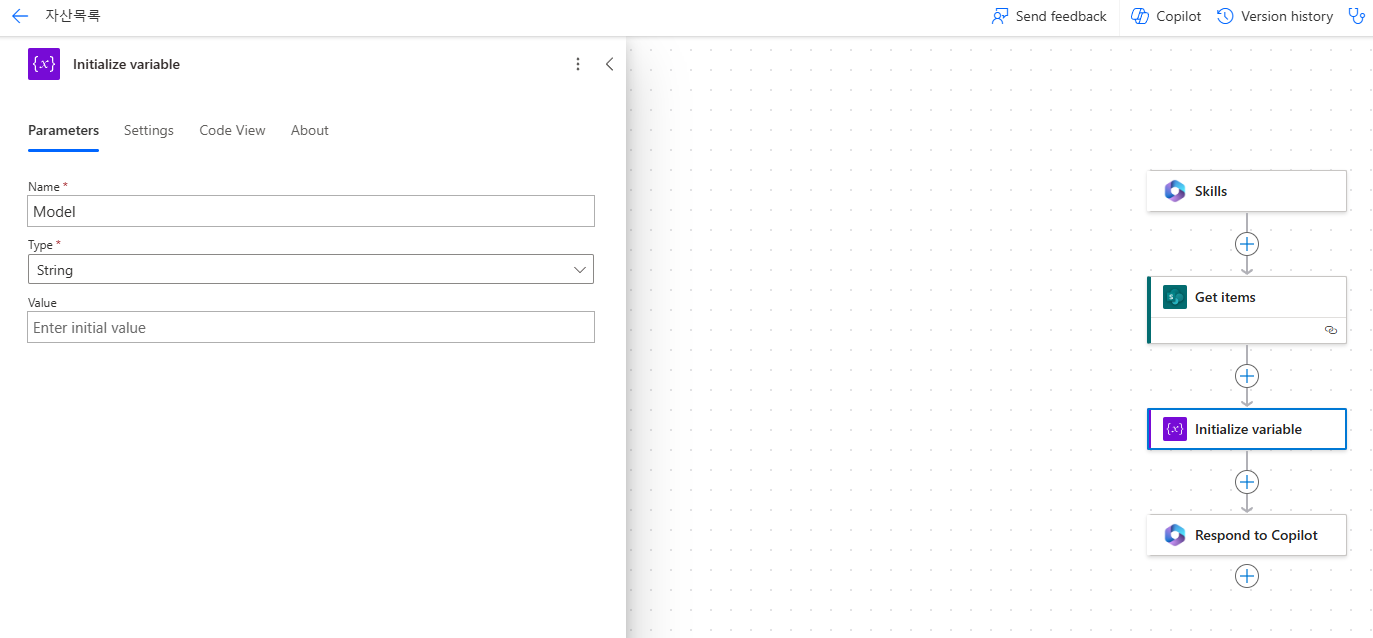 자산목록
Send feedback
Copilot
Version history
{x} Initialize variable
Parameters Settings Code View About
Name *
Model
Type *
String
Value
Enter initial value
Skills
S Get items
{x} Initialize variable
Respond to Copilot